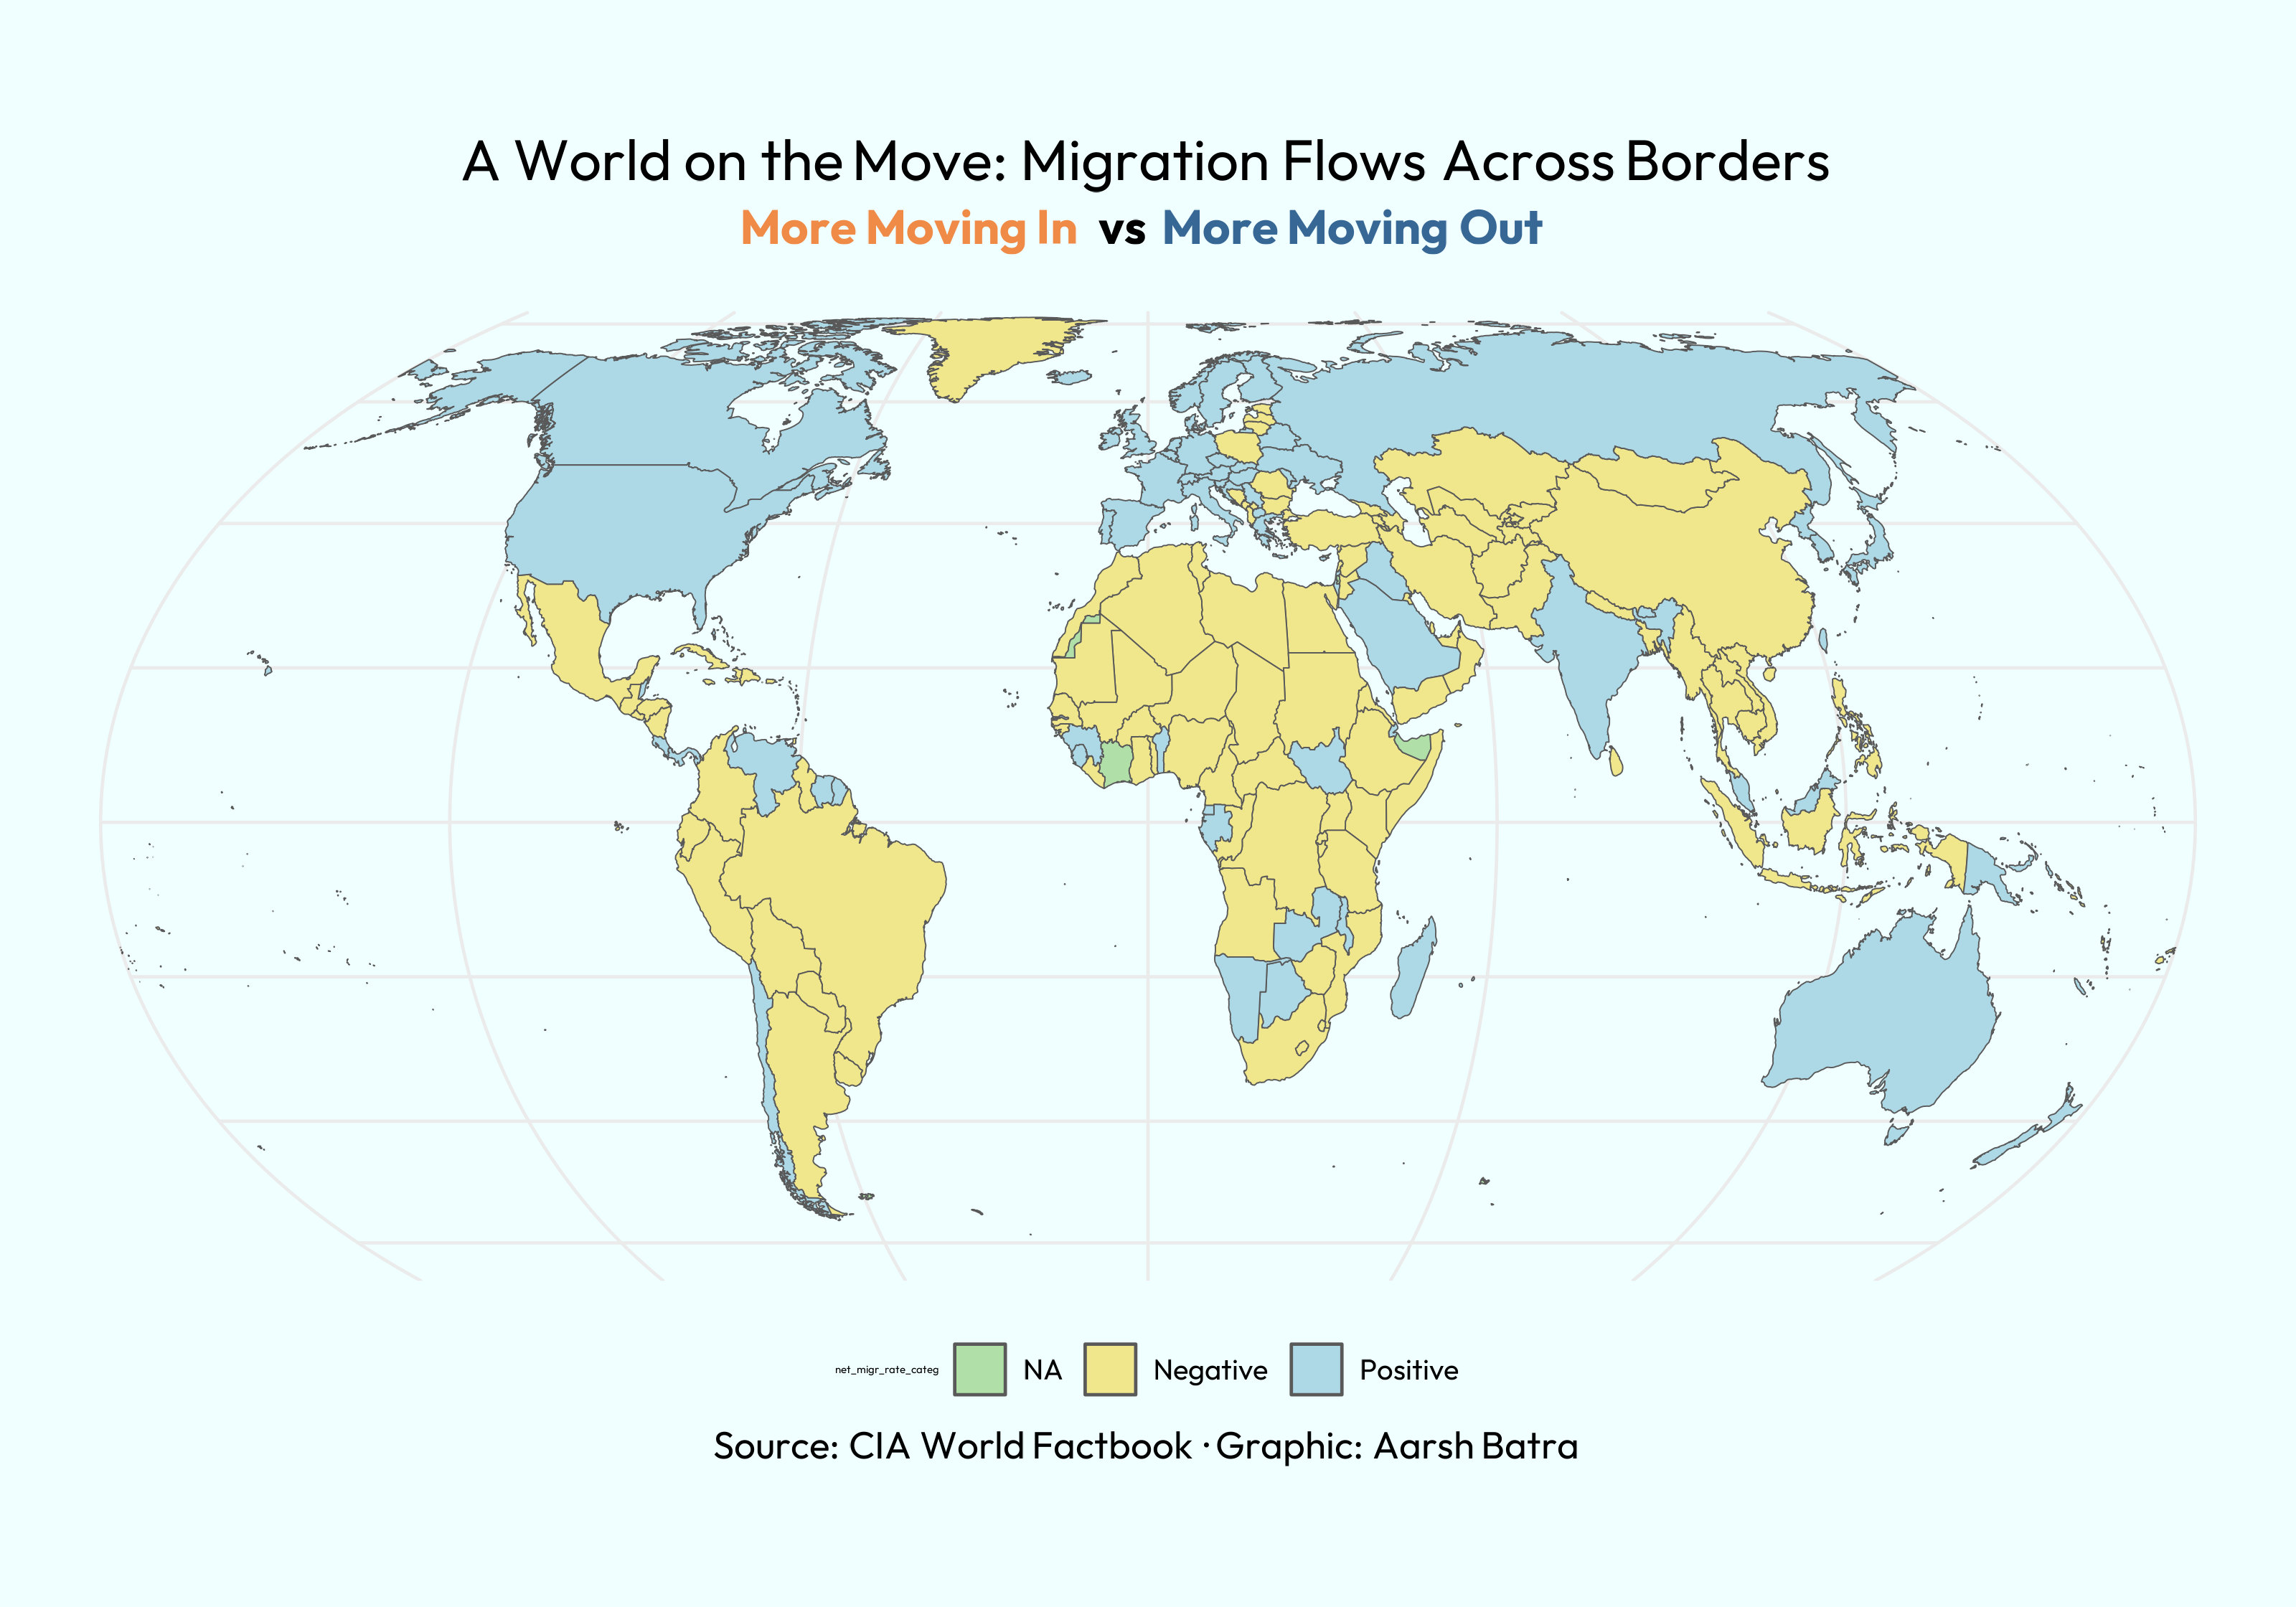 A World on the Move: Migration Flows Across Borders
More Moving In vs More Moving Out
net_migr_rate_categ NA Negative Positive
Source: CIA World Factbook · Graphic: Aarsh Batra